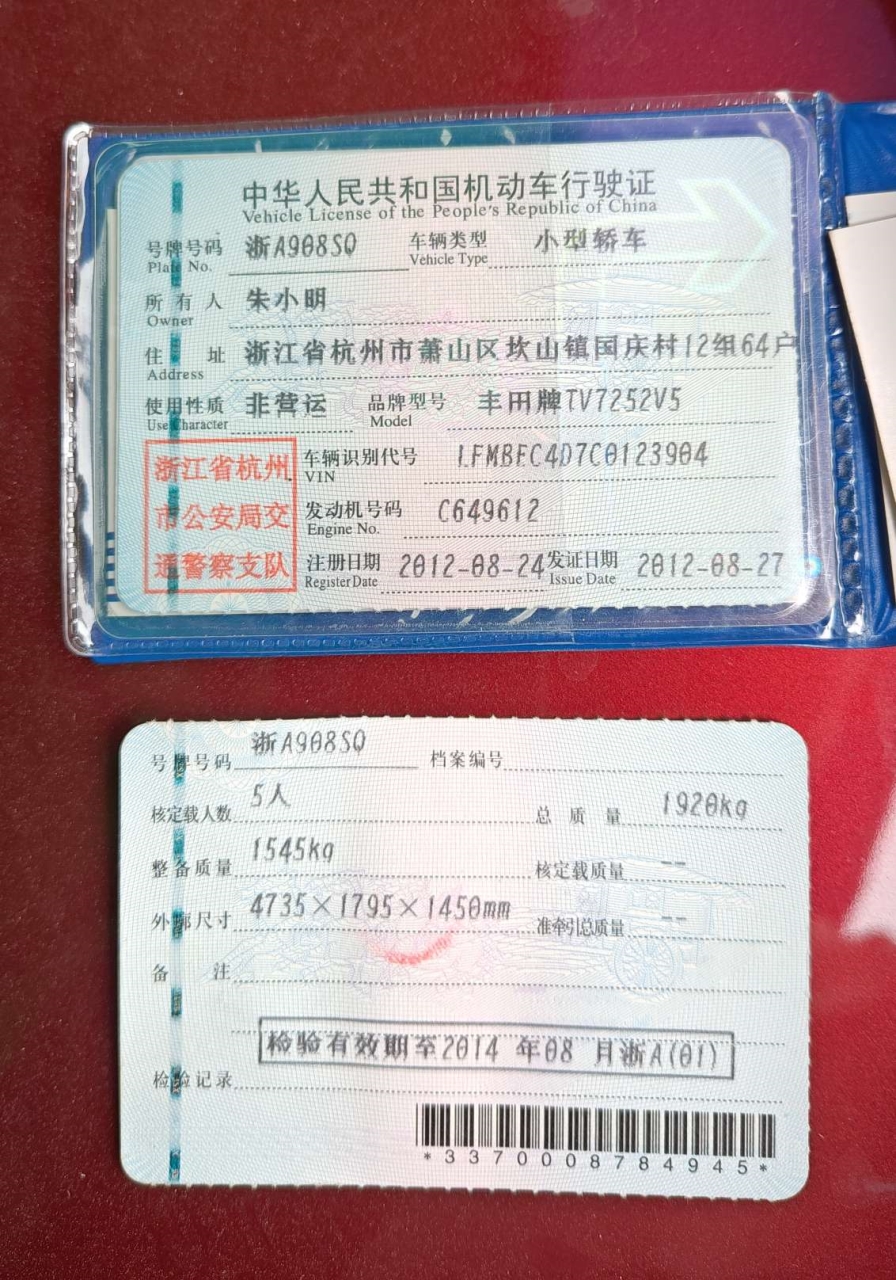 中华人民共和国机动车行驶证
Vehicle License of the People's Republic of China
号牌号码 浙A908SQ 车辆类型 小型轿车
Plate No. Vehicle Type
所有人 朱小明
Owner
住址 浙江省杭州市萧山区坎山镇国庆村12组64户
Address
使用性质 非营运 品牌型号 丰田牌TV7252V5
Use Character Model
浙江省杭州
市公安局交
通警察支队
车辆识别代号 LFMBEC4D7C0123904
VIN
发动机号码 C649612
Engine No.
注册日期 2012-08-24 发证日期 2012-08-27
Register Date Issue Date
号牌号码 浙A908SQ 档案编号
核定载人数 5人 总质量 1920kg
整备质量 1545kg 核定载质量 --
外廓尺寸 4735×1795×1450mm 准牵引总质量 --
备注
检验有效期至2014 年08 月浙A(01)
检验记录
*3370008784945*